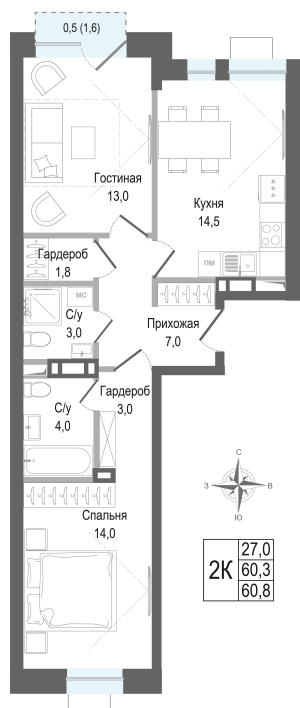 0,5 (1,6)
Гостиная
13,0
Кухня
14,5
Гардероб
1,8
ПМ
МС
С/у
3,0
Прихожая
7,0
С/у
4,0
Гардероб
3,0
Спальня
14,0
С
З
В
Ю
2К
27,0
60,3
60,8